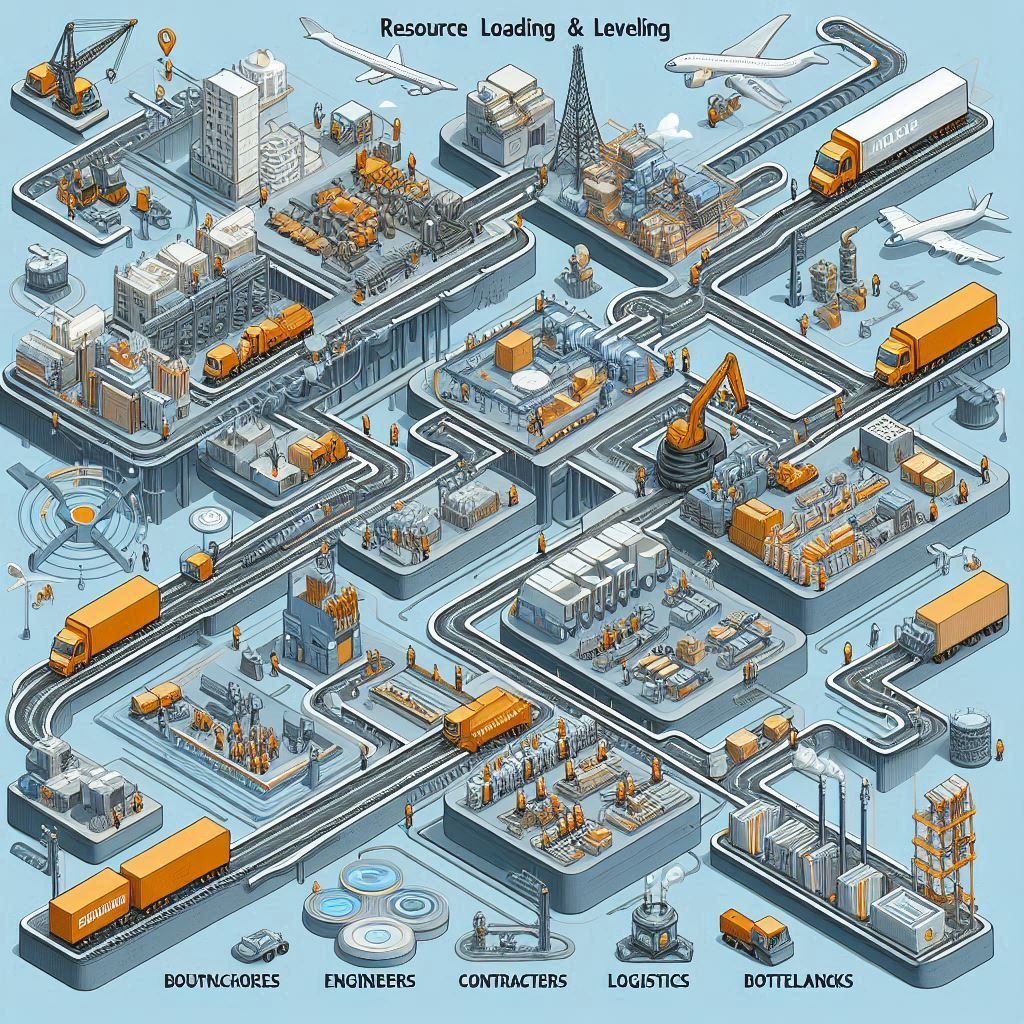 Resource Loading & Leveling
BOUTNCHORES ENGINEERS CONTRACTERS LOGISTICS BOTTELANCKS